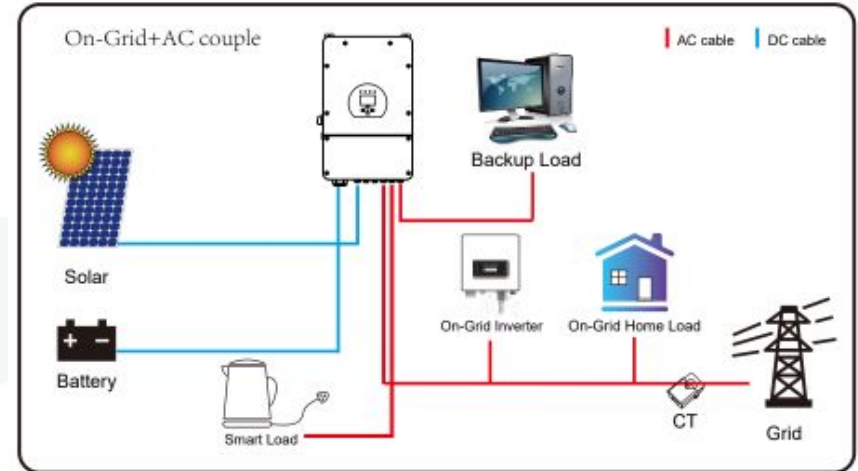 On-Grid+AC couple
AC cable
DC cable
Backup Load
Solar
On-Grid Inverter
On-Grid Home Load
Battery
Smart Load
CT
Grid